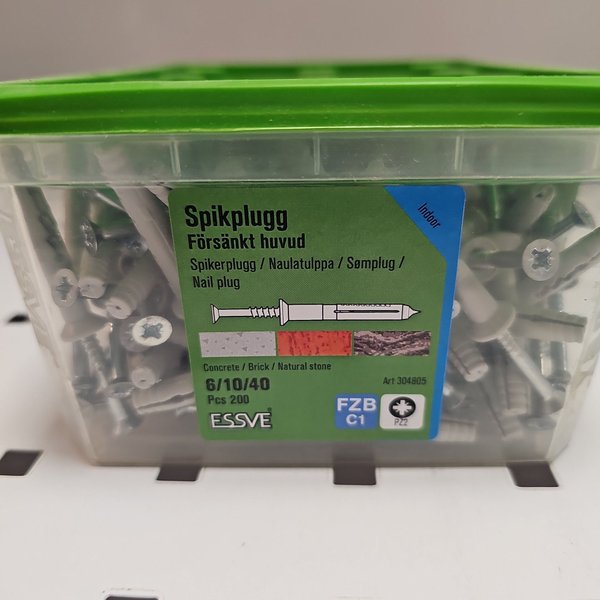 Spikplugg
Försänkt huvud
Spikerplugg / Naulatulppa / Sømplug /
Nail plug
Indoor
Concrete / Brick / Natural stone
6/10/40
Art 304805
Pcs 200
ESSVE
FZB
C1
PZ2